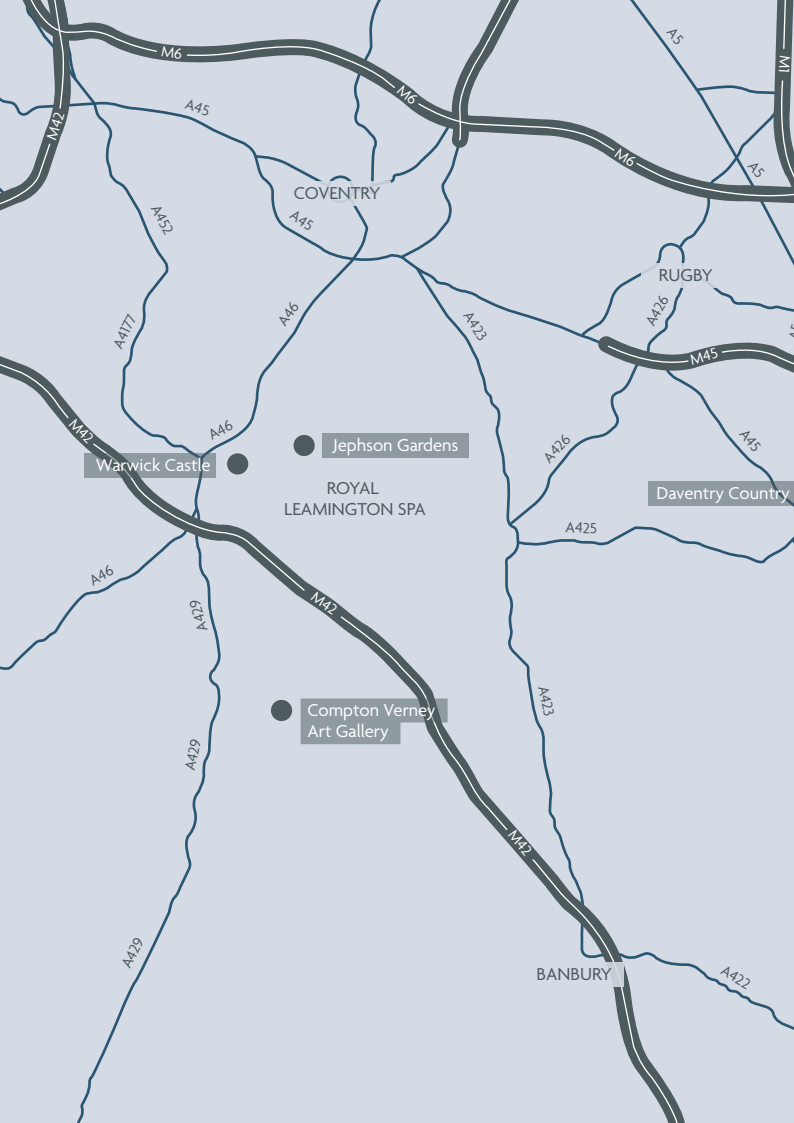 A5
M6
M1
M6
A45
M42
M6
A5
COVENTRY
A452
A45
RUGBY
A426
A46
A4177
A423
M45
A46
M42
Jephson Gardens
A45
A426
Warwick Castle
ROYAL
LEAMINGTON SPA
Daventry Country
A425
A46
M42
A429
A423
Compton Verney
Art Gallery
A429
M42
A429
BANBURY
A422